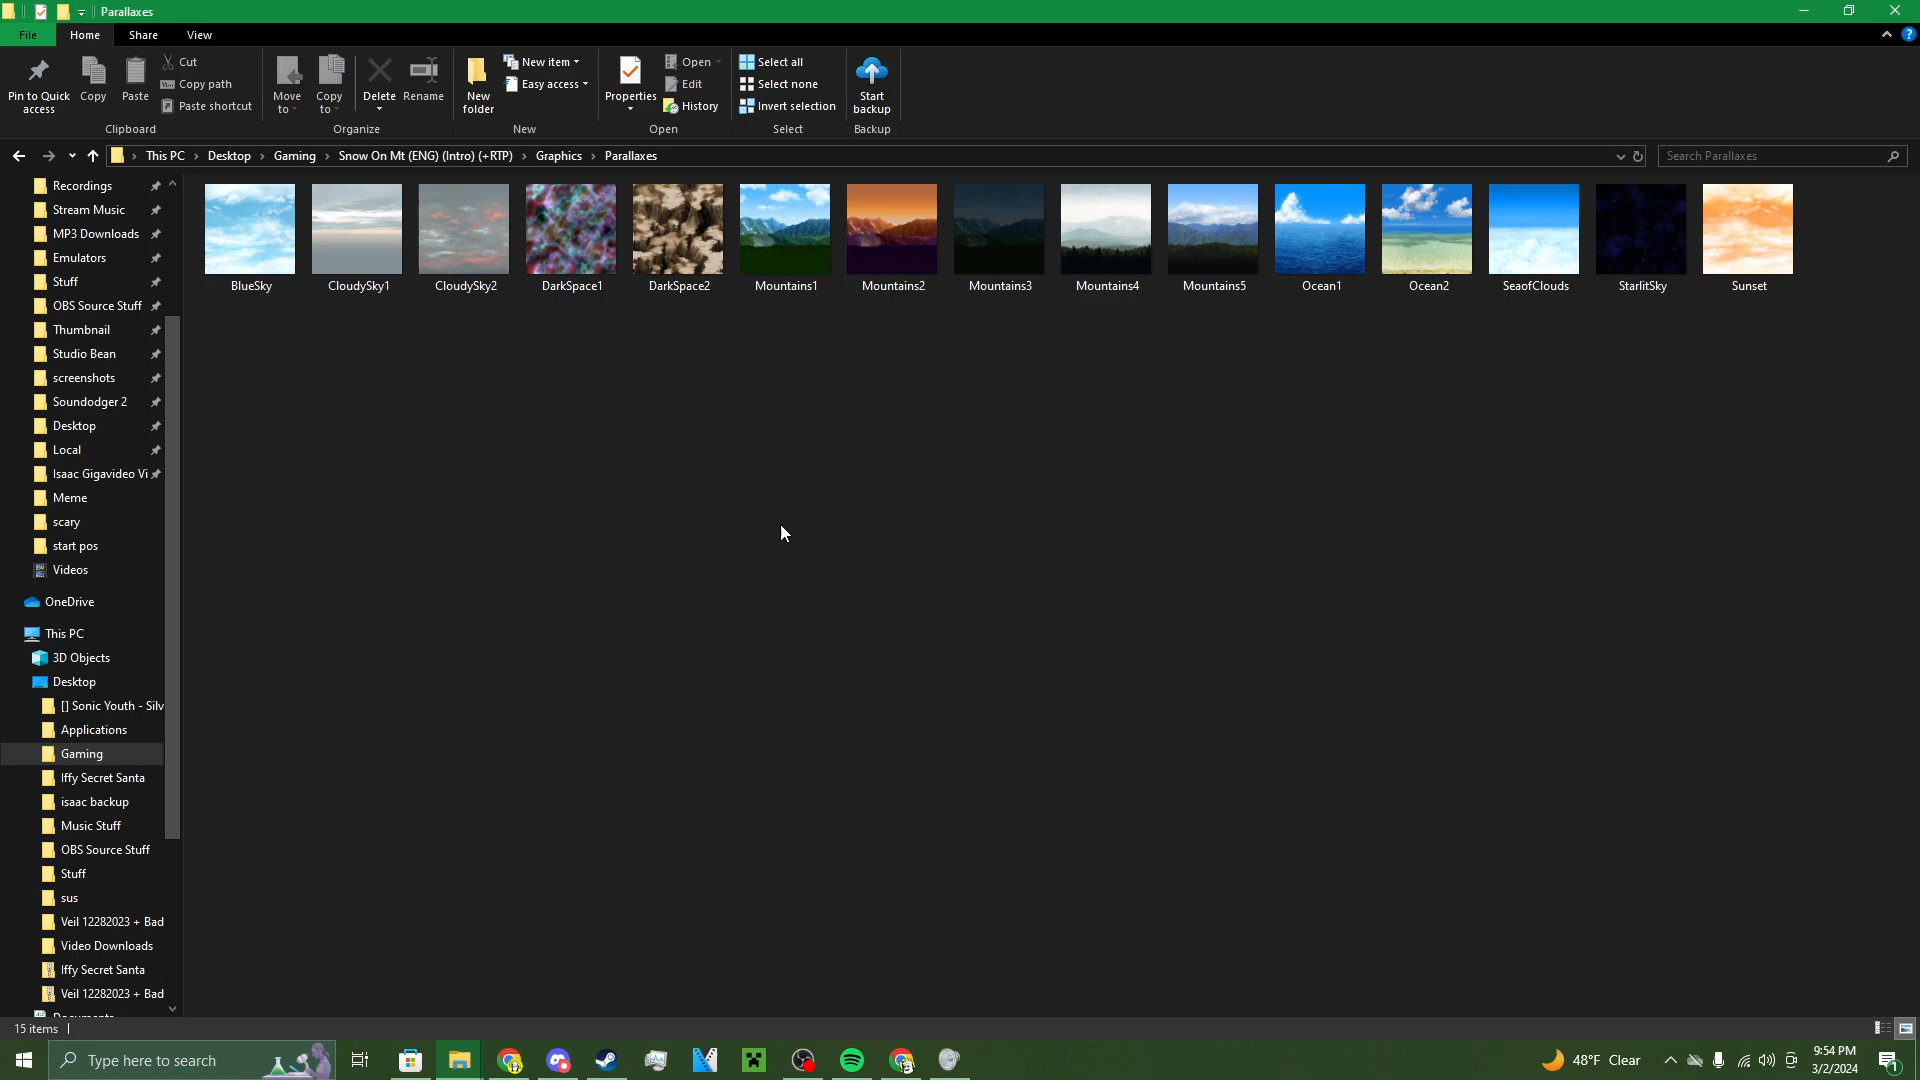 Parallaxes
File Home Share View
Pin to Quick access
Copy
Paste
Cut
Copy path
Paste shortcut
Clipboard
Move to
Copy to
Delete
Rename
Organize
New folder
New item
Easy access
New
Properties
Open
Edit
History
Open
Select all
Select none
Invert selection
Select
Start backup
Backup
This PC > Desktop > Gaming > Snow On Mt (ENG) (Intro) (+RTP) > Graphics > Parallaxes
Search Parallaxes
Recordings
Stream Music
MP3 Downloads
Emulators
Stuff
OBS Source Stuff
Thumbnail
Studio Bean
screenshots
Soundodger 2
Desktop
Local
Isaac Gigavideo Vi
Meme
scary
start pos
Videos
OneDrive
This PC
3D Objects
Desktop
[] Sonic Youth - Silv
Applications
Gaming
Iffy Secret Santa
isaac backup
Music Stuff
OBS Source Stuff
Stuff
sus
Veil 12282023 + Bad
Video Downloads
Iffy Secret Santa
Veil 12282023 + Bad
BlueSky CloudySky1 CloudySky2 DarkSpace1 DarkSpace2 Mountains1 Mountains2 Mountains3 Mountains4 Mountains5 Ocean1 Ocean2 SeaofClouds StarlitSky Sunset
15 items
Type here to search
48°F Clear
9:54 PM
3/2/2024
1